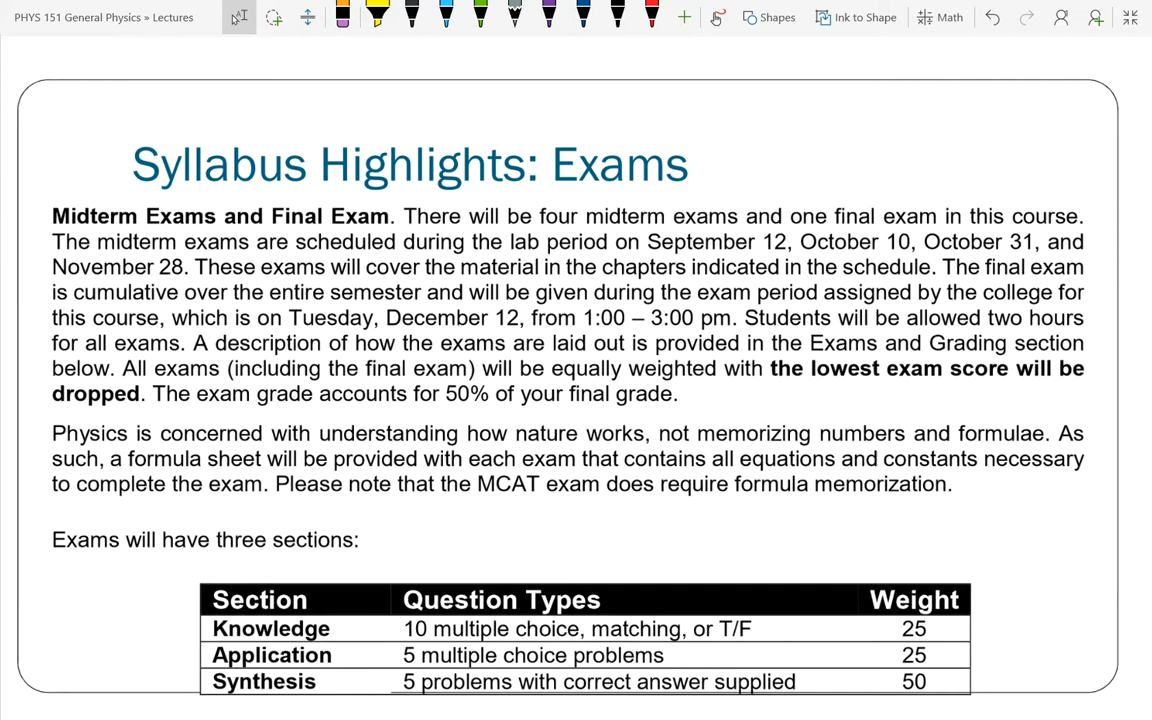 PHYS 151 General Physics » Lectures
Shapes
Ink to Shape
Math
Syllabus Highlights: Exams
Midterm Exams and Final Exam. There will be four midterm exams and one final exam in this course.
The midterm exams are scheduled during the lab period on September 12, October 10, October 31, and
November 28. These exams will cover the material in the chapters indicated in the schedule. The final exam
is cumulative over the entire semester and will be given during the exam period assigned by the college for
this course, which is on Tuesday, December 12, from 1:00 – 3:00 pm. Students will be allowed two hours
for all exams. A description of how the exams are laid out is provided in the Exams and Grading section
below. All exams (including the final exam) will be equally weighted with the lowest exam score will be
dropped. The exam grade accounts for 50% of your final grade.
Physics is concerned with understanding how nature works, not memorizing numbers and formulae. As
such, a formula sheet will be provided with each exam that contains all equations and constants necessary
to complete the exam. Please note that the MCAT exam does require formula memorization.
Exams will have three sections:
Section Question Types Weight
Knowledge 10 multiple choice, matching, or T/F 25
Application 5 multiple choice problems 25
Synthesis 5 problems with correct answer supplied 50